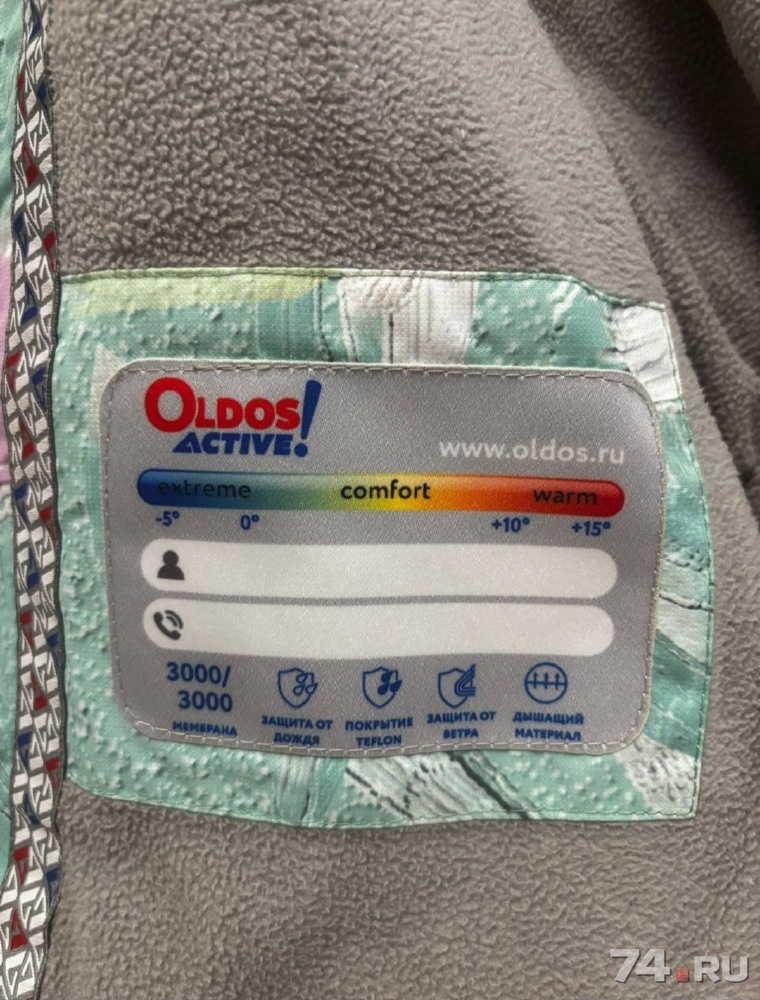 OLDOS!
ACTIVE!
www.oldos.ru
extreme comfort warm
-5° 0° +10° +15°
3000/
3000
МЕМБРАНА
ЗАЩИТА ОТ
ДОЖДЯ
ПОКРЫТИЕ
TEFLON
ЗАЩИТА ОТ
ВЕТРА
ДЫШАЩИЙ
МАТЕРИАЛ
74.RU